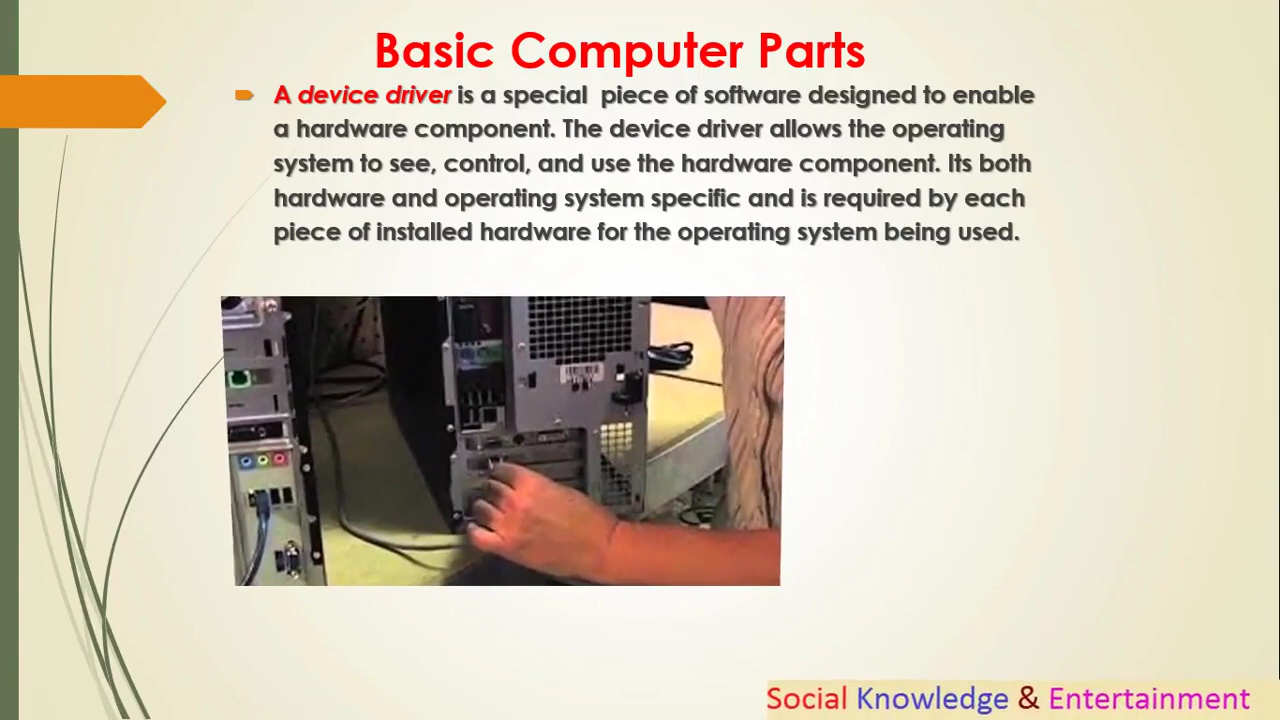 Basic Computer Parts
A device driver is a special piece of software designed to enable
a hardware component. The device driver allows the operating
system to see, control, and use the hardware component. Its both
hardware and operating system specific and is required by each
piece of installed hardware for the operating system being used.
Social Knowledge & Entertainment